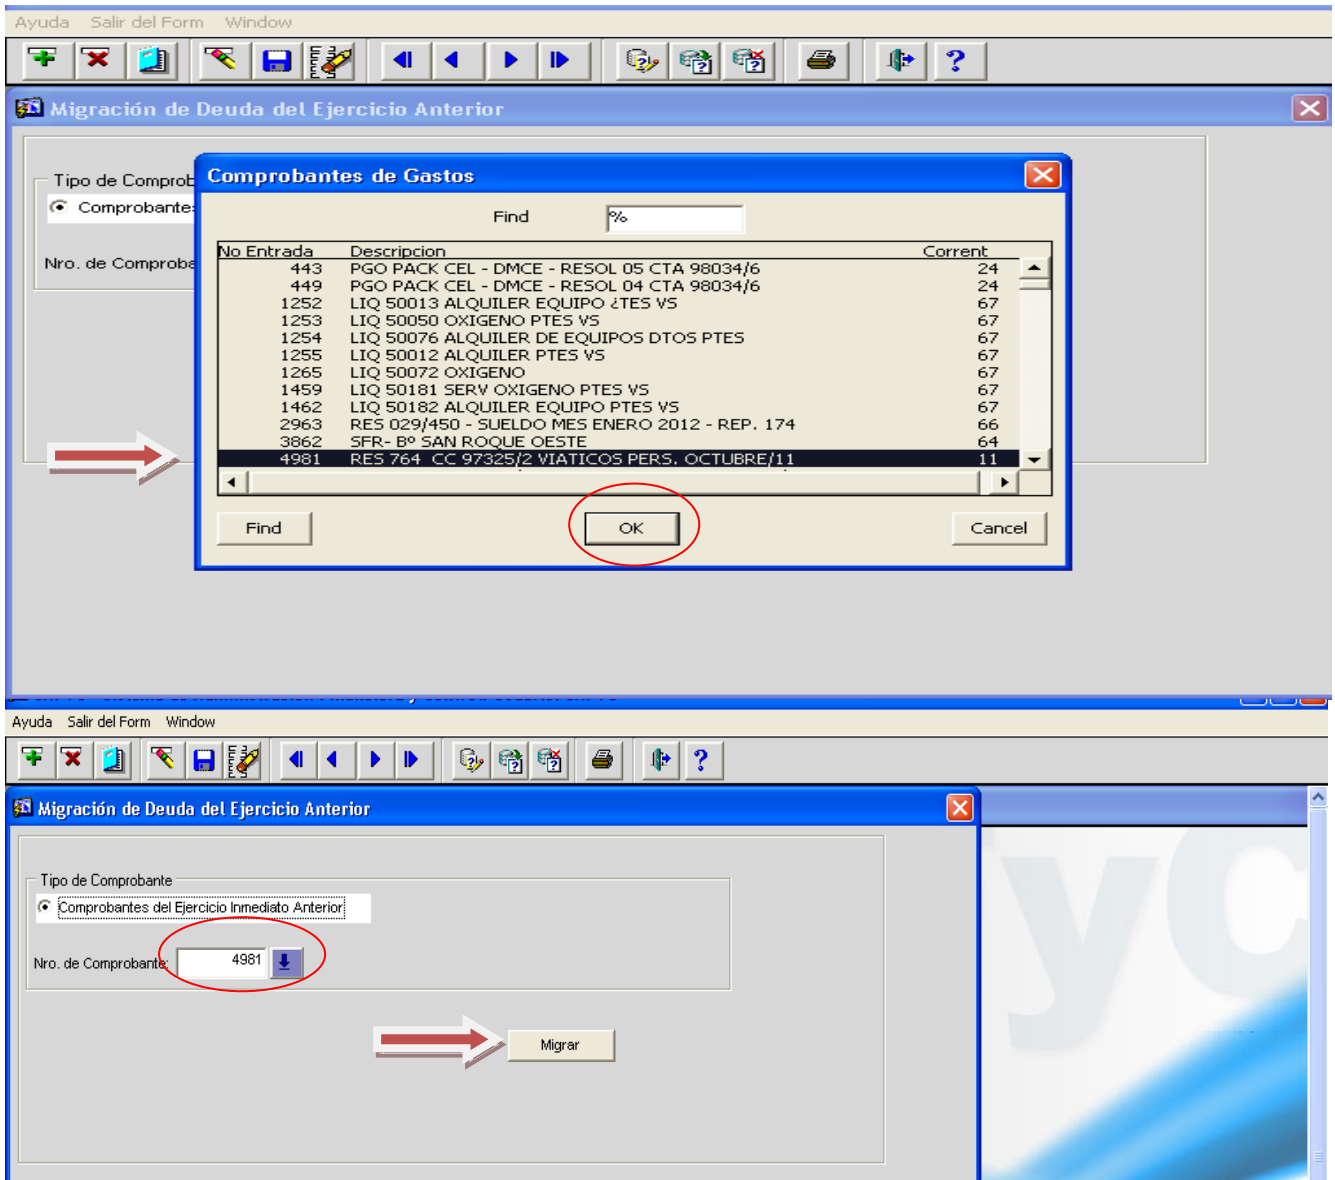 Ayuda Salir del Form Window
Migración de Deuda del Ejercicio Anterior
Tipo de Comprob
Comprobante
Nro. de Comproba
Comprobantes de Gastos
Find %
No Entrada Descripcion Corrent
443 PGO PACK CEL - DMCE - RESOL 05 CTA 98034/6 24
449 PGO PACK CEL - DMCE - RESOL 04 CTA 98034/6 24
1252 LIQ 50013 ALQUILER EQUIPO ¿TES VS 67
1253 LIQ 50050 OXIGENO PTES VS 67
1254 LIQ 50076 ALQUILER DE EQUIPOS DTOS PTES 67
1255 LIQ 50012 ALQUILER PTES VS 67
1265 LIQ 50072 OXIGENO 67
1459 LIQ 50181 SERV OXIGENO PTES VS 67
1462 LIQ 50182 ALQUILER EQUIPO PTES VS 67
2963 RES 029/450 - SUELDO MES ENERO 2012 - REP. 174 66
3862 SFR- Bº SAN ROQUE OESTE 64
4981 RES 764 CC 97325/2 VIATICOS PERS. OCTUBRE/11 11
Find OK Cancel
Ayuda Salir del Form Window
Migración de Deuda del Ejercicio Anterior
Tipo de Comprobante
Comprobantes del Ejercicio Inmediato Anterior
Nro. de Comprobante: 4981
Migrar
yC